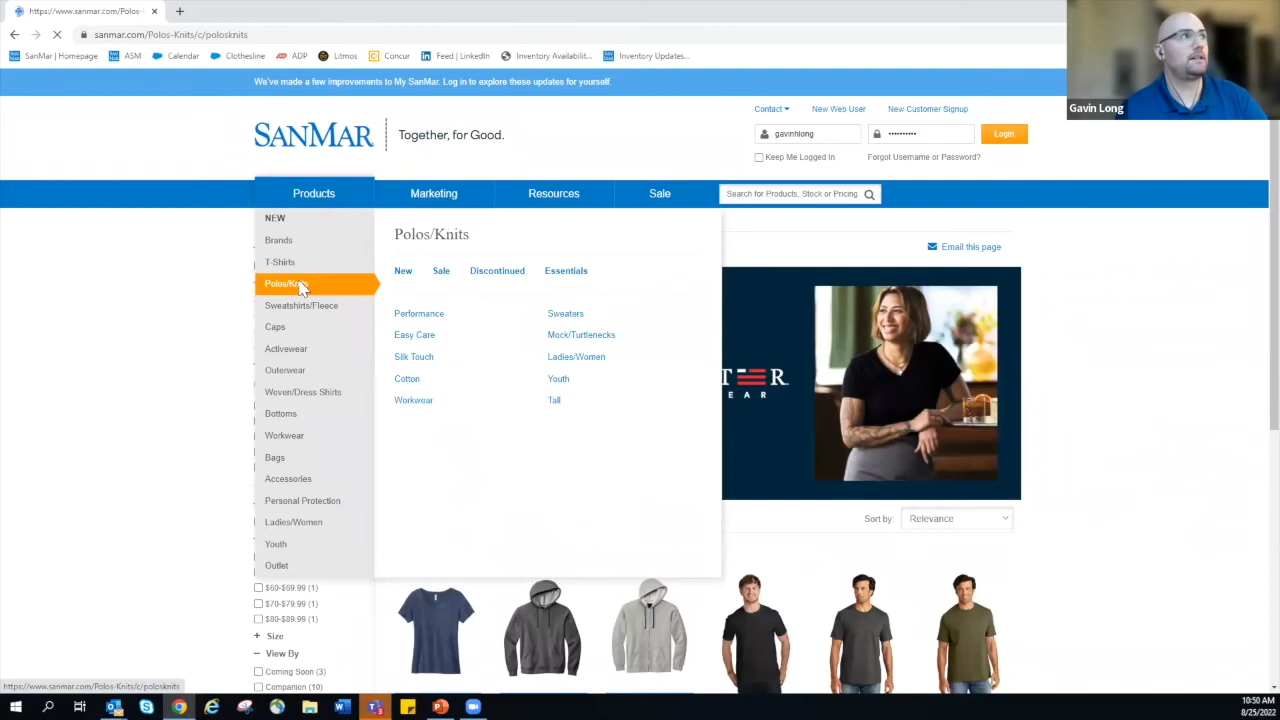 sanmar.com/Polos-
sanmar.com/Polos-Knits/c/polosknits
SanMar | Homepage
ASM
Calendar
Clothesline
ADP
Litmos
Concur
Feed | LinkedIn
Inventory Availabilit...
Inventory Updates...
Gavin Long
We've made a few improvements to My SanMar. Log in to explore these updates for yourself.
Contact
New Web User
New Customer Signup
SANMAR
Together, for Good.
gavinhlong
Login
Keep Me Logged In
Forgot Username or Password?
Products
Marketing
Resources
Sale
Search for Products, Stock or Pricing
NEW
Brands
T-Shirts
Polos/Knits
Sweatshirts/Fleece
Caps
Activewear
Outerwear
Woven/Dress Shirts
Bottoms
Workwear
Bags
Accessories
Personal Protection
Ladies/Women
Youth
Outlet
Polos/Knits
New
Sale
Discontinued
Essentials
Performance
Easy Care
Silk Touch
Cotton
Workwear
Sweaters
Mock/Turtlenecks
Ladies/Women
Youth
Tall
Email this page
Sort by:
Relevance
$60-$69.99 (1)
$70-$79.99 (1)
$80-$89.99 (1)
+ Size
− View By
Coming Soon (3)
Companion (10)
https://www.sanmar.com/Polos-Knits/c/polosknits
10:50 AM
8/25/2022